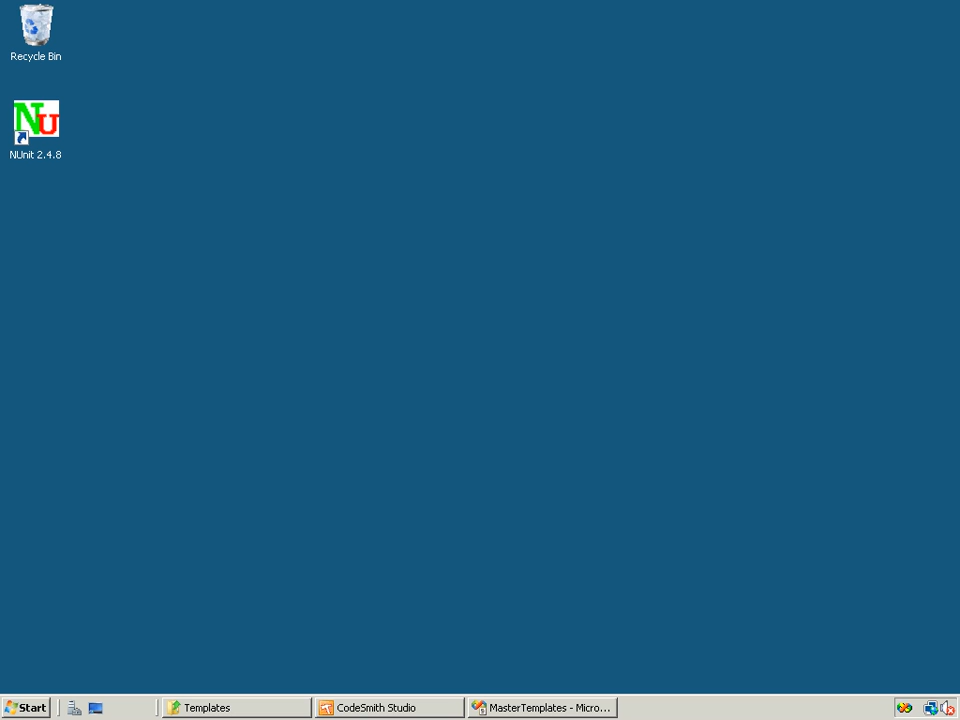 Recycle Bin
NU
NUnit 2.4.8
Start
Templates
CodeSmith Studio
MasterTemplates - Micro...